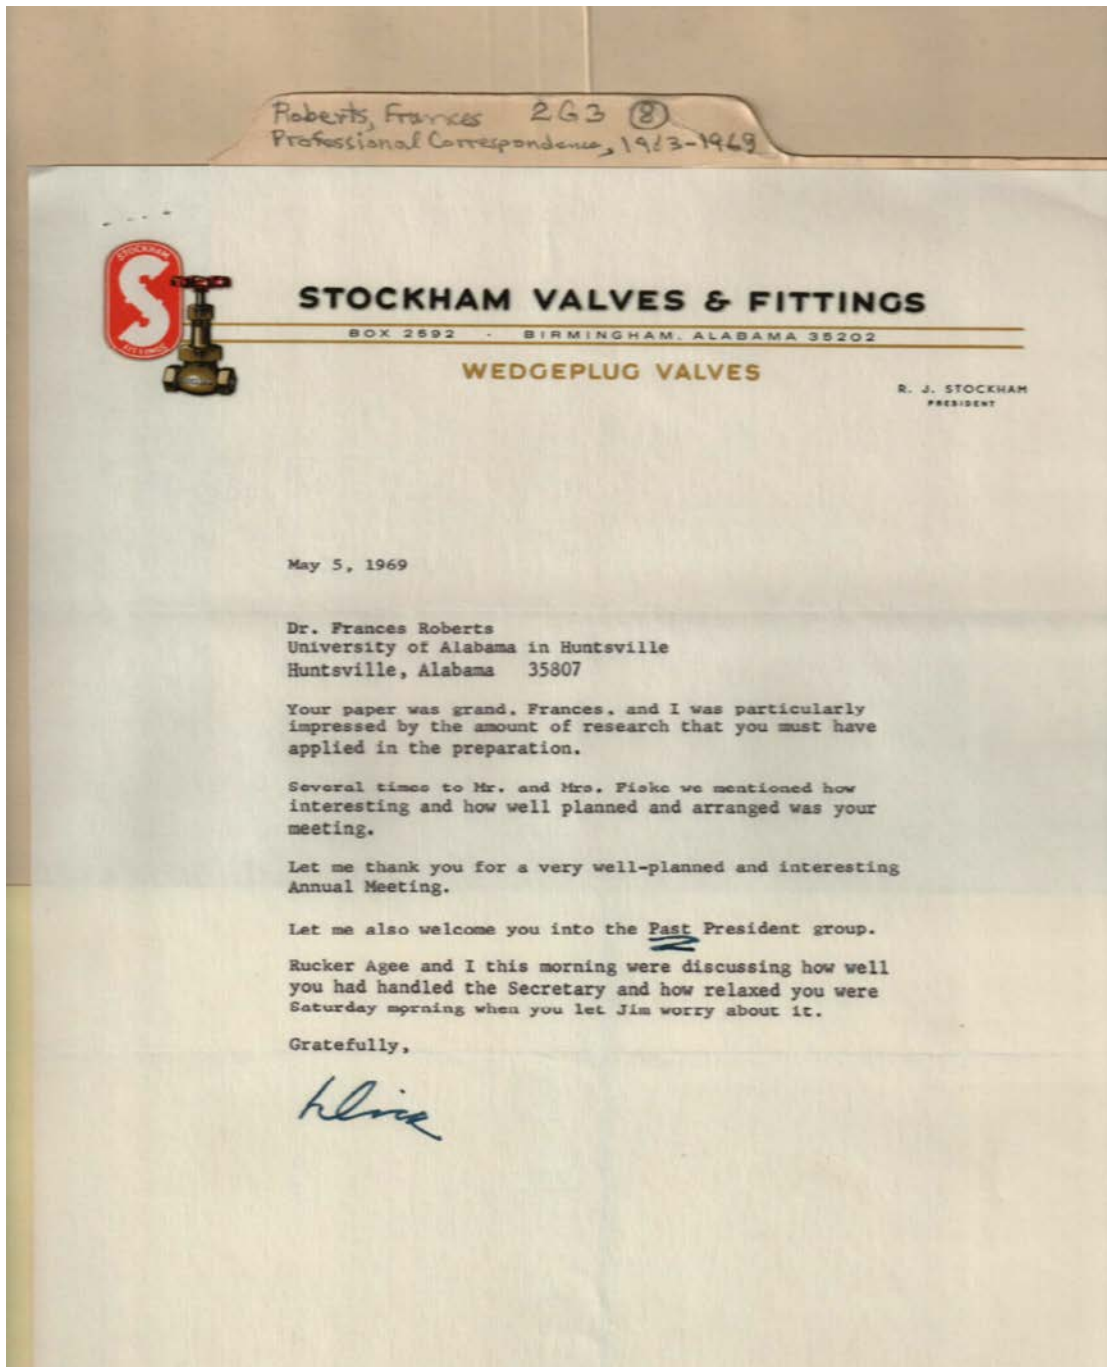 Roberts, Frances 2G3 8
Professional Correspondence, 1963-1969
STOCKHAM
S
FITTINGS
STOCKHAM VALVES & FITTINGS
BOX 2592 - BIRMINGHAM, ALABAMA 35202
WEDGEPLUG VALVES
R. J. STOCKHAM
PRESIDENT
May 5, 1969
Dr. Frances Roberts
University of Alabama in Huntsville
Huntsville, Alabama 35807
Your paper was grand, Frances, and I was particularly
impressed by the amount of research that you must have
applied in the preparation.
Several times to Mr. and Mrs. Fiske we mentioned how
interesting and how well planned and arranged was your
meeting.
Let me thank you for a very well-planned and interesting
Annual Meeting.
Let me also welcome you into the Past President group.
Rucker Agee and I this morning were discussing how well
you had handled the Secretary and how relaxed you were
Saturday morning when you let Jim worry about it.
Gratefully,
Dick